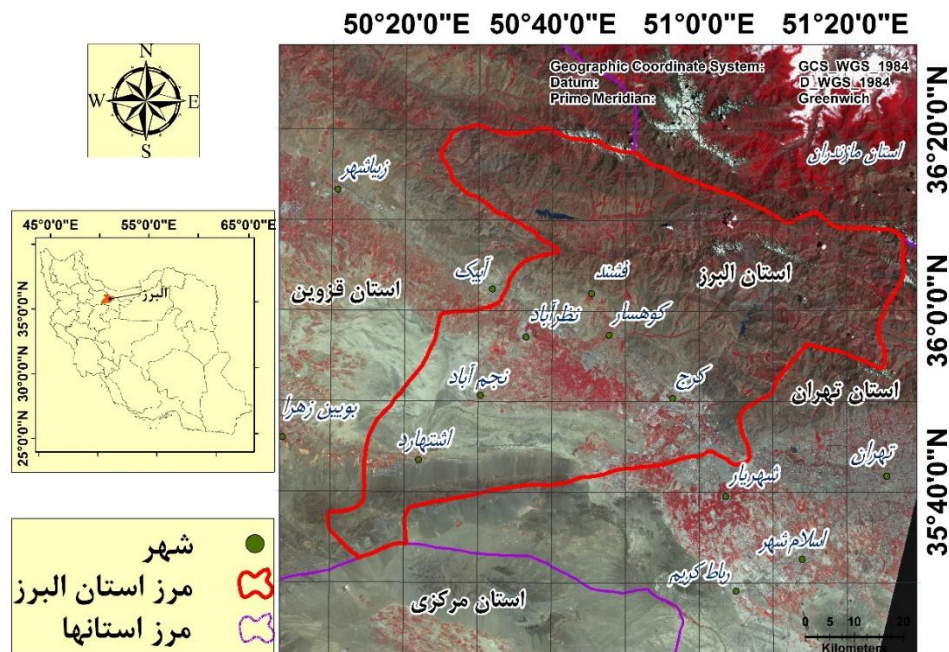 50°20'0"E 50°40'0"E 51°0'0"E 51°20'0"E
N
W E
S
Geographic Coordinate System: GCS_WGS_1984
Datum: D_WGS_1984
Prime Meridian: Greenwich
36°20'0"N
36°0'0"N
35°40'0"N
استان مازندران
زیباشهر
آبیک
فشند
استان البرز
استان قزوین
نظرآباد
کوهسار
نجم آباد
کرج
استان تهران
بویین زهرا
اشتهارد
تهران
شهریار
اسلام شهر
رباط کریم
استان مرکزی
0 5 10 20
Kilometers
45°0'0"E 55°0'0"E 65°0'0"E
35°0'0"N
30°0'0"N
25°0'0"N
البرز
شهر
مرز استان البرز
مرز استانها